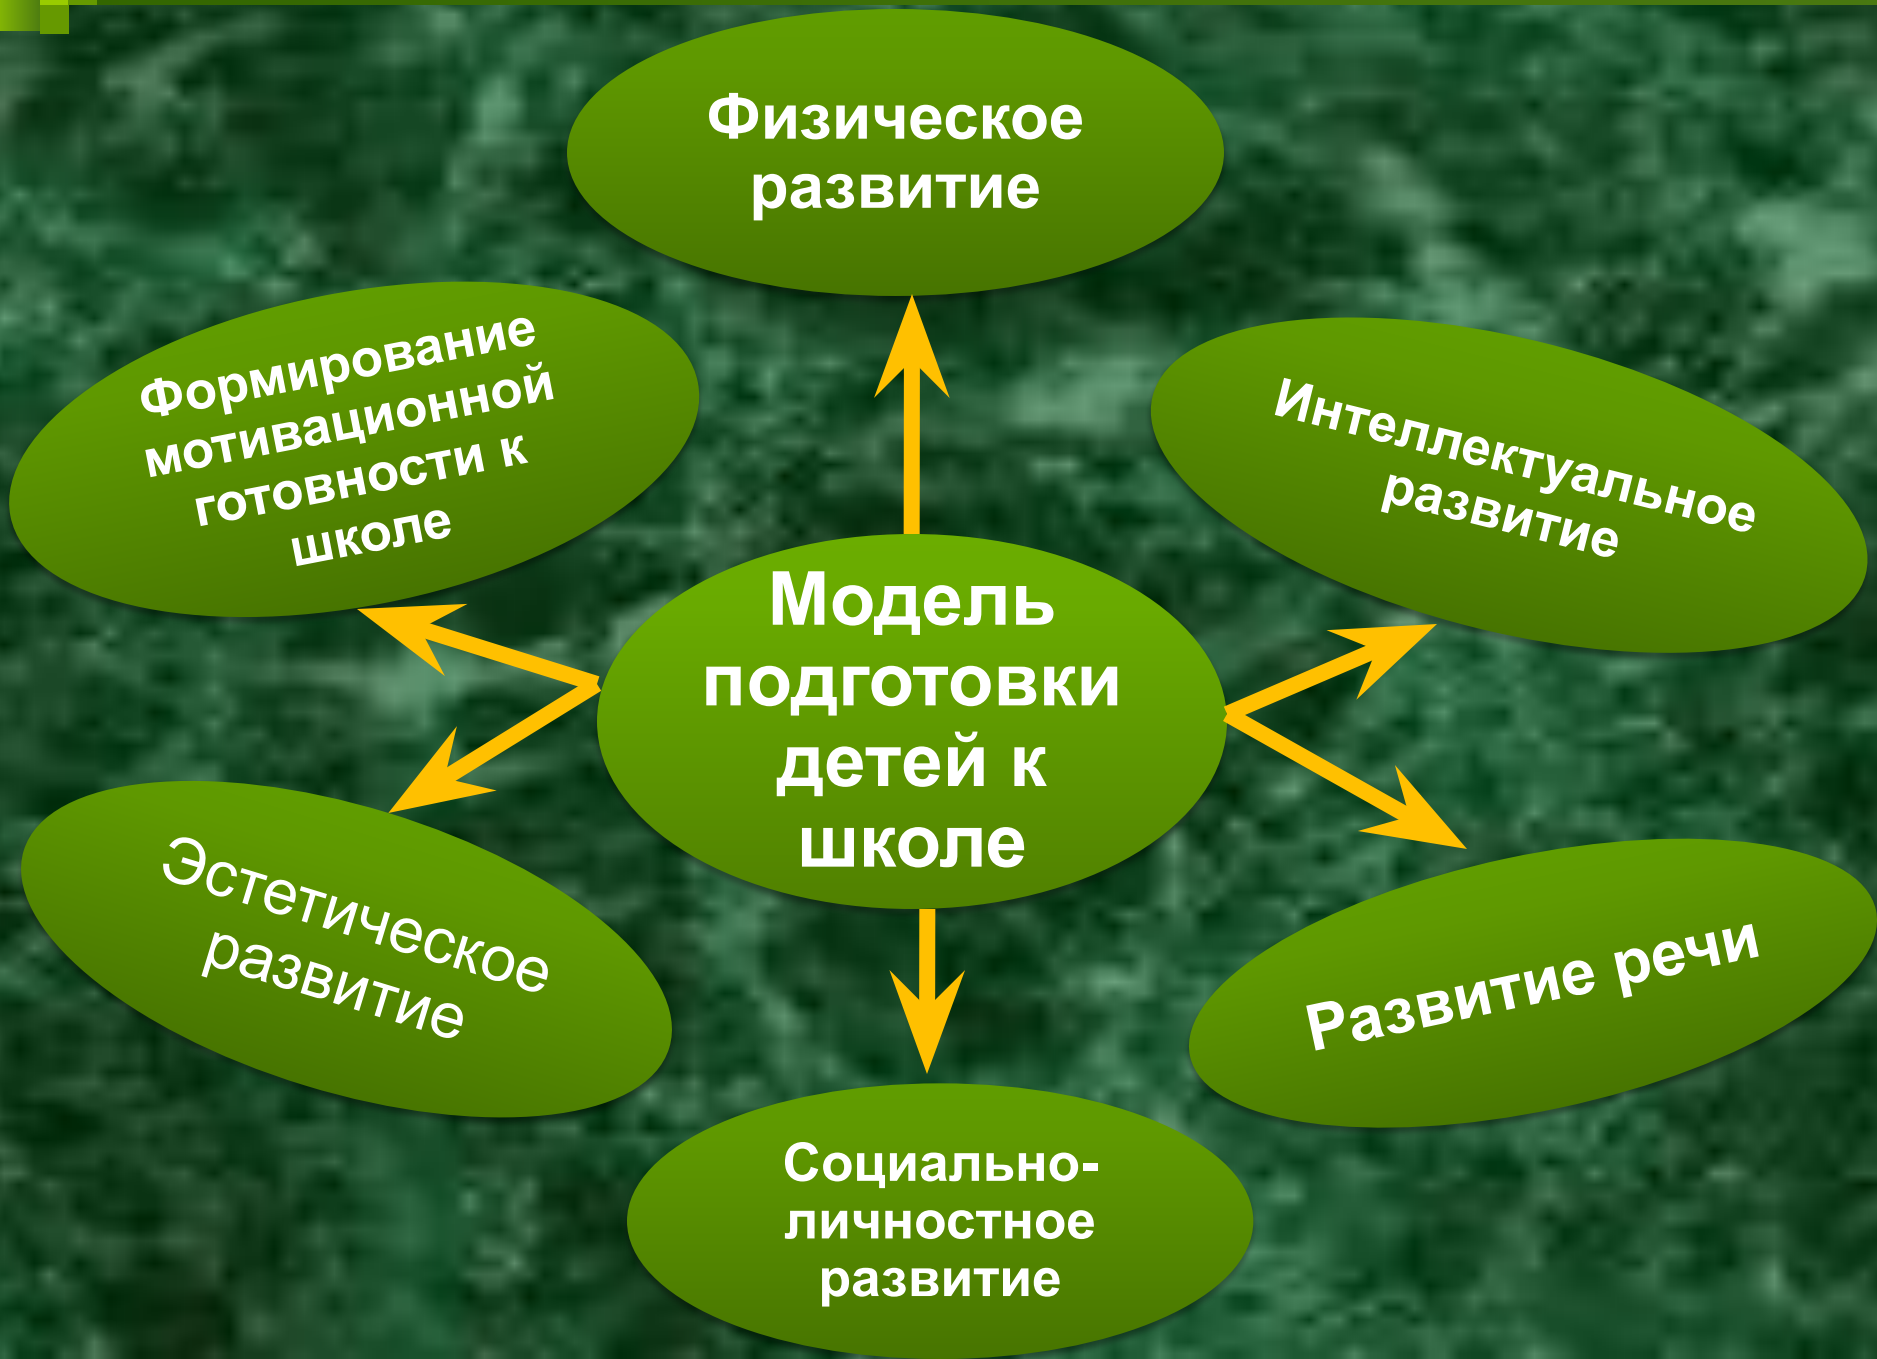 Физическое
развитие
Формирование
мотивационной
готовности к
школе
Интеллектуальное
развитие
Модель
подготовки
детей к
школе
Эстетическое
развитие
Развитие речи
Социально-
личностное
развитие